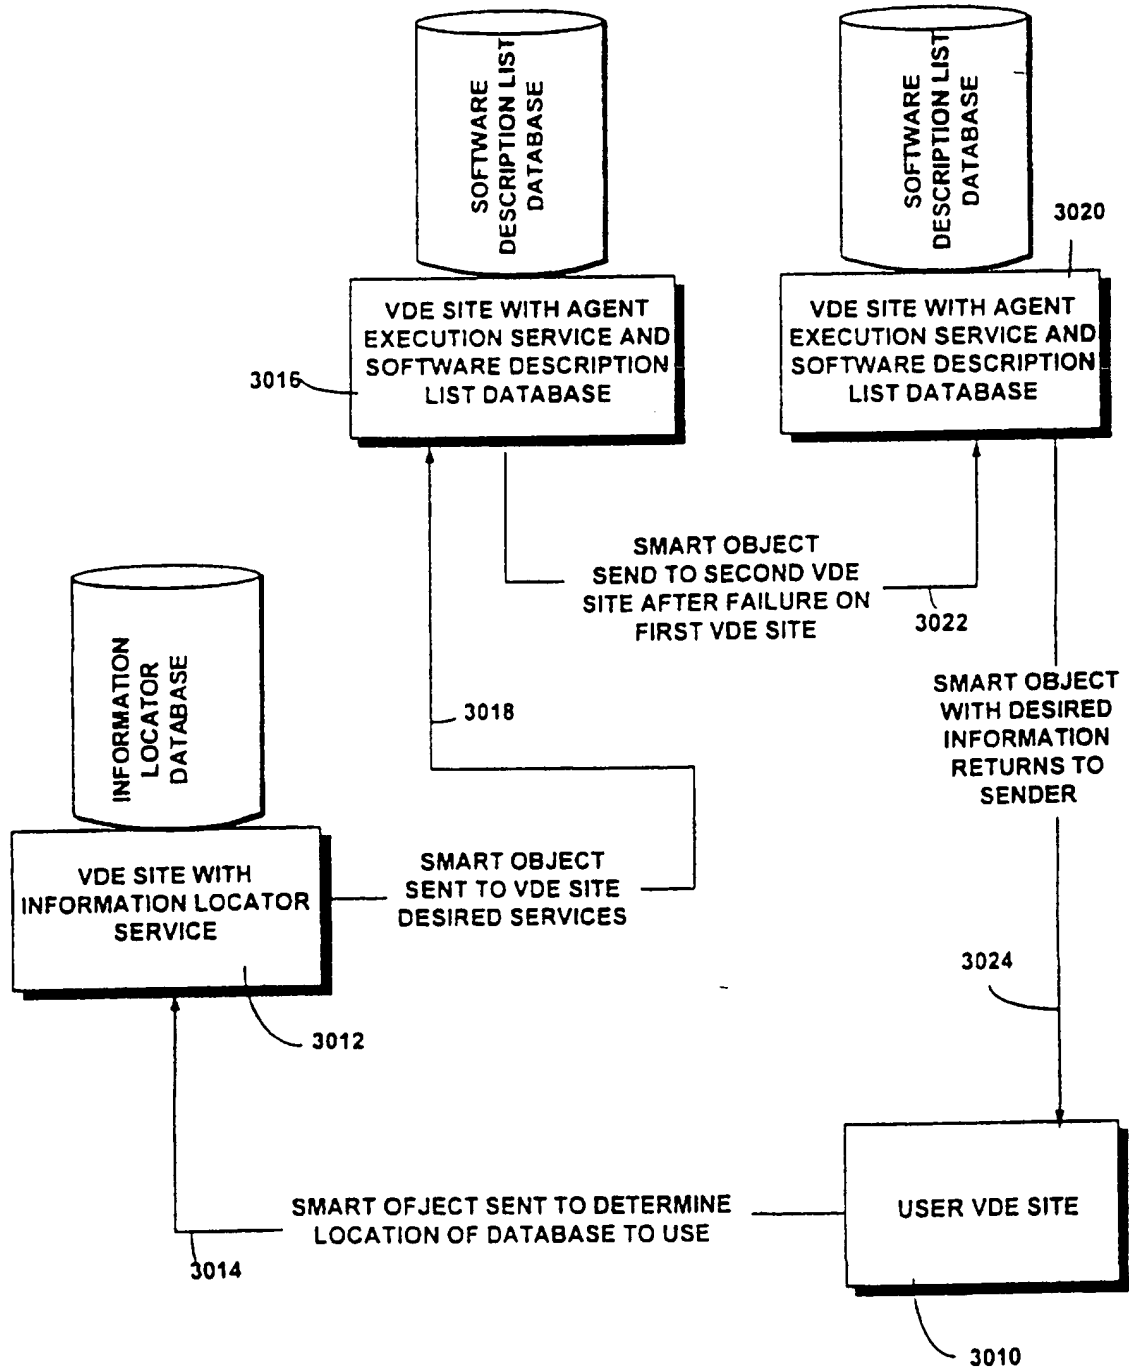 SOFTWARE
DESCRIPTION LIST
DATABASE
SOFTWARE
DESCRIPTION LIST
DATABASE
3020
VDE SITE WITH AGENT
EXECUTION SERVICE AND
SOFTWARE DESCRIPTION
LIST DATABASE
VDE SITE WITH AGENT
EXECUTION SERVICE AND
SOFTWARE DESCRIPTION
LIST DATABASE
3016
SMART OBJECT
SEND TO SECOND VDE
SITE AFTER FAILURE ON
FIRST VDE SITE
3022
INFORMATION
LOCATOR
DATABASE
3018
SMART OBJECT
WITH DESIRED
INFORMATION
RETURNS TO
SENDER
VDE SITE WITH
INFORMATION LOCATOR
SERVICE
SMART OBJECT
SENT TO VDE SITE
DESIRED SERVICES
3024
3012
SMART OFJECT SENT TO DETERMINE
LOCATION OF DATABASE TO USE
USER VDE SITE
3014
3010